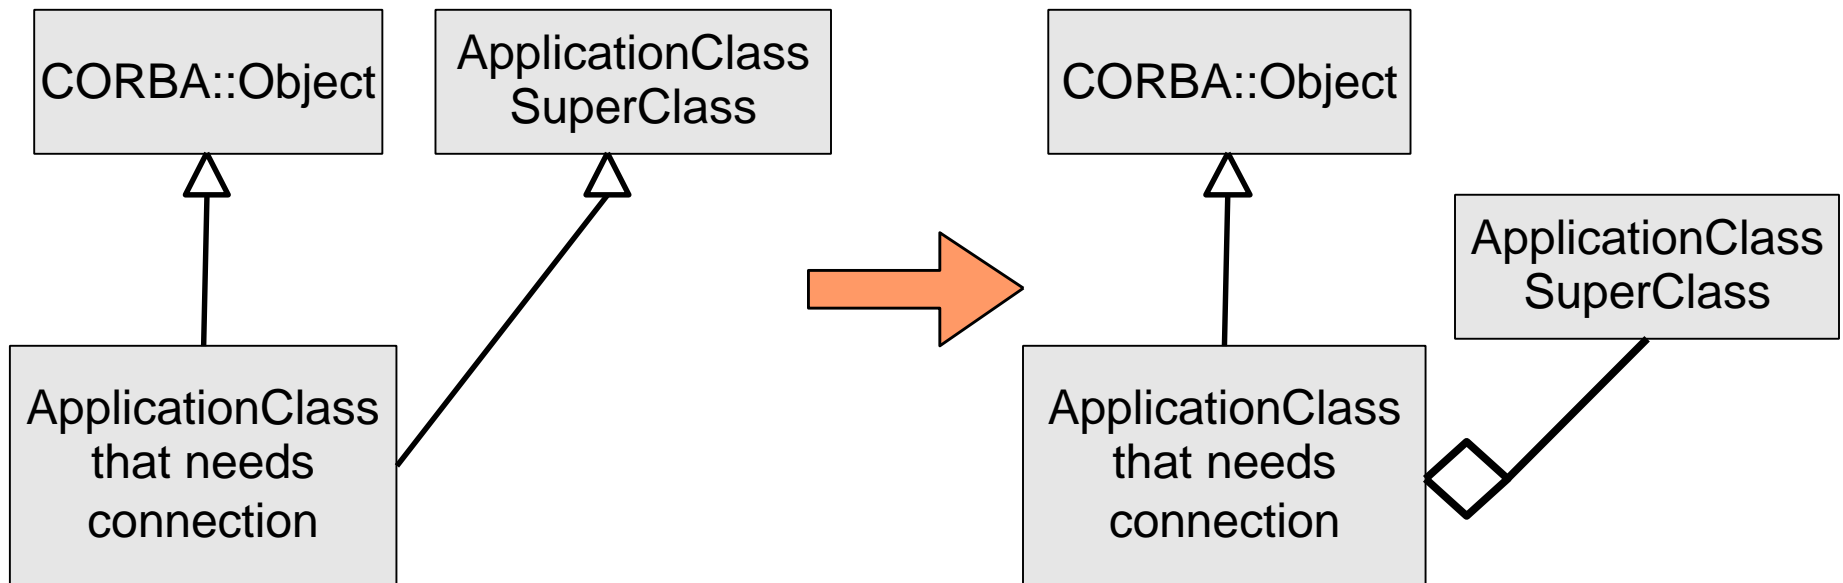 CORBA::Object
ApplicationClass
SuperClass
ApplicationClass
that needs
connection
CORBA::Object
ApplicationClass
SuperClass
ApplicationClass
that needs
connection